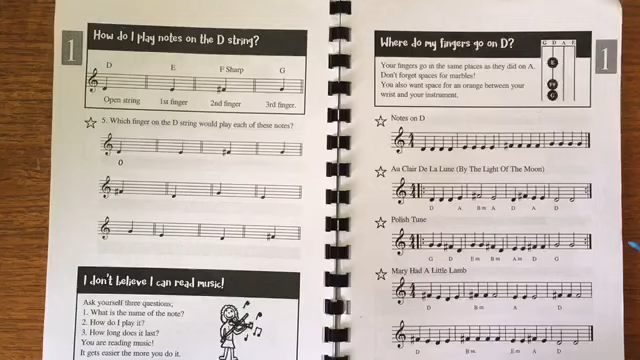 1
How do I play notes on the D string?
D E F Sharp G
Open string 1st finger 2nd finger 3rd finger.
5. Which finger on the D string would play each of these notes?
0
I don't believe I can read music!
Ask yourself three questions,
1. What is the name of the note?
2. How do I play it?
3. How long does it last?
You are reading music!
It gets easier the more you do it.
Where do my fingers go on D?
Your fingers go in the same places as they did on A.
Don't forget spaces for marbles!
You also want space for an orange between your
wrist and your instrument.
G D A E
E
F#
G
1
Notes on D
Au Clair De La Lune (By The Light Of The Moon)
D A Bm A D A D
Polish Tune
G D Em Bm Am D G
Mary Had A Little Lamb
D Bm A D
D Bm Em A D